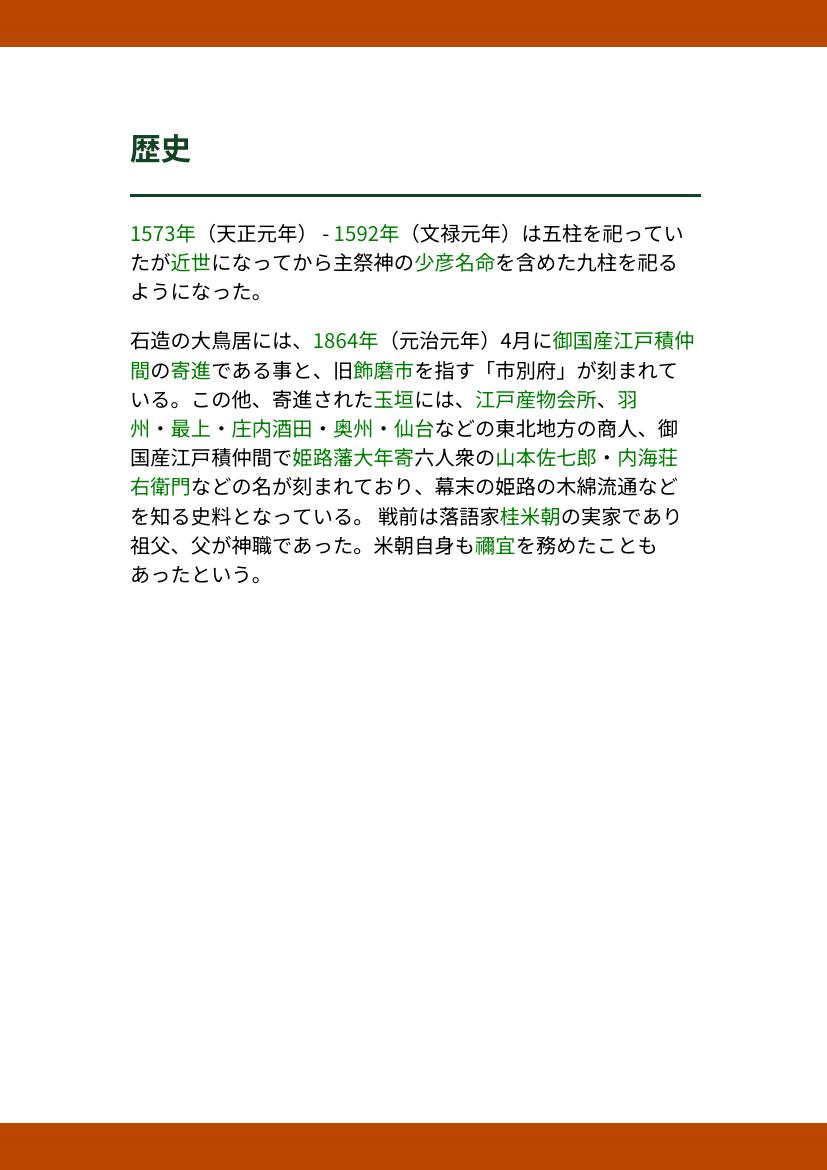 歴史
1573年（天正元年） - 1592年（文禄元年）は五柱を祀ってい
たが近世になってから主祭神の少彦名命を含めた九柱を祀る
ようになった。
石造の大鳥居には、1864年（元治元年）4月に御国産江戸積仲
間の寄進である事と、旧飾磨市を指す「市別府」が刻まれて
いる。この他、寄進された玉垣には、江戸産物会所、羽
州・最上・庄内酒田・奥州・仙台などの東北地方の商人、御
国産江戸積仲間で姫路藩大年寄六人衆の山本佐七郎・内海荘
右衛門などの名が刻まれており、幕末の姫路の木綿流通など
を知る史料となっている。 戦前は落語家桂米朝の実家であり
祖父、父が神職であった。米朝自身も禰宜を務めたことも
あったという。